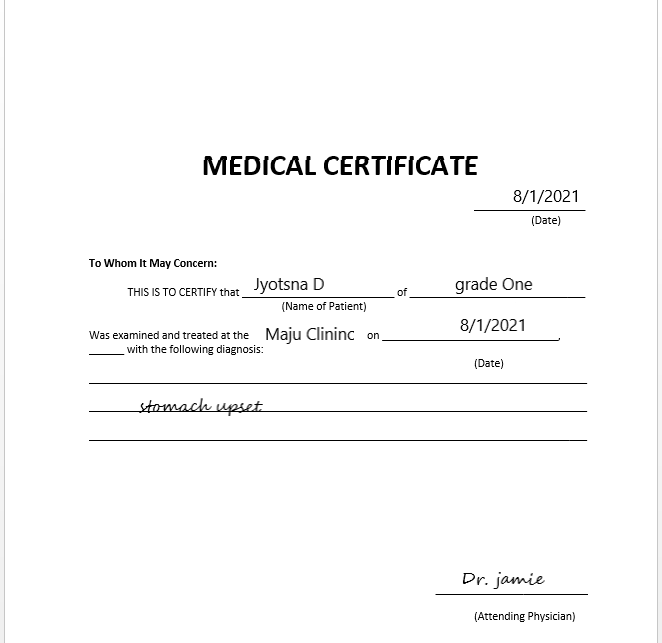 MEDICAL CERTIFICATE
8/1/2021
(Date)
To Whom It May Concern:
THIS IS TO CERTIFY that Jyotsna D of grade One
(Name of Patient)
Was examined and treated at the Maju Clininc on 8/1/2021,
______ with the following diagnosis:
(Date)
stomach upset
Dr. jamie
(Attending Physician)